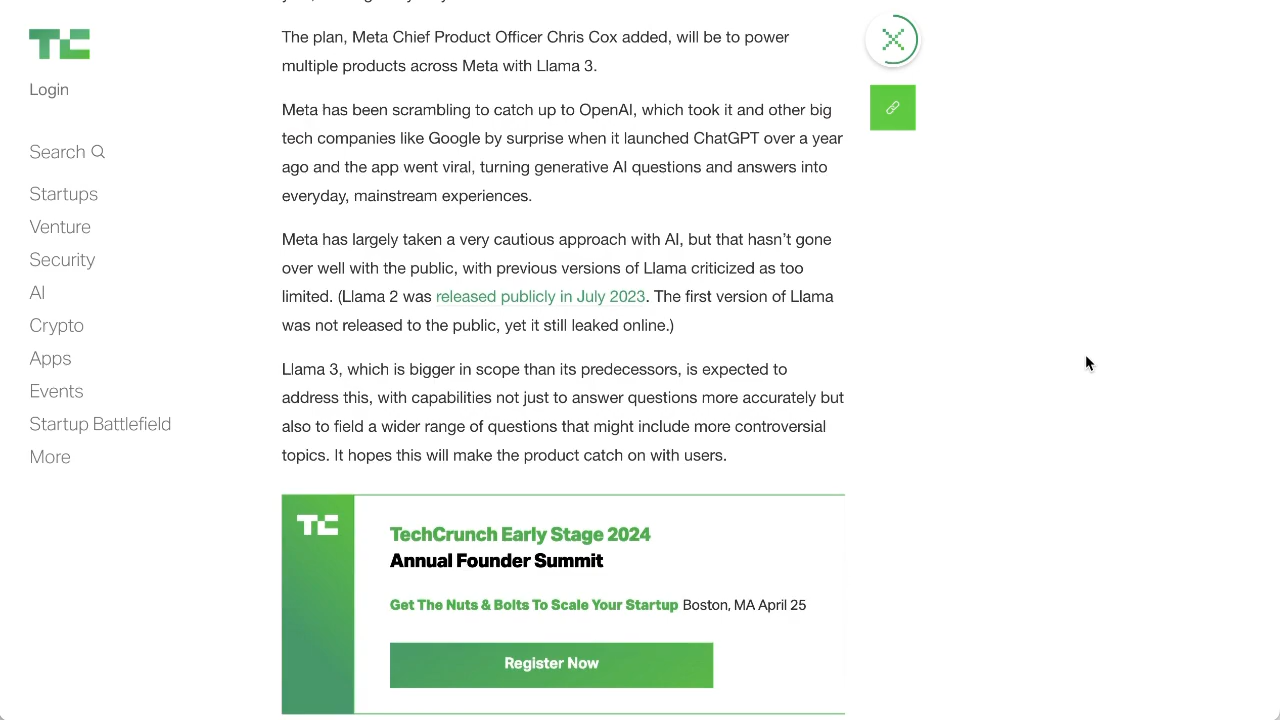 TC
Login
Search
Startups
Venture
Security
AI
Crypto
Apps
Events
Startup Battlefield
More
The plan, Meta Chief Product Officer Chris Cox added, will be to power
multiple products across Meta with Llama 3.
Meta has been scrambling to catch up to OpenAI, which took it and other big
tech companies like Google by surprise when it launched ChatGPT over a year
ago and the app went viral, turning generative AI questions and answers into
everyday, mainstream experiences.
Meta has largely taken a very cautious approach with AI, but that hasn’t gone
over well with the public, with previous versions of Llama criticized as too
limited. (Llama 2 was released publicly in July 2023. The first version of Llama
was not released to the public, yet it still leaked online.)
Llama 3, which is bigger in scope than its predecessors, is expected to
address this, with capabilities not just to answer questions more accurately but
also to field a wider range of questions that might include more controversial
topics. It hopes this will make the product catch on with users.
TC
TechCrunch Early Stage 2024
Annual Founder Summit
Get The Nuts & Bolts To Scale Your Startup Boston, MA April 25
Register Now